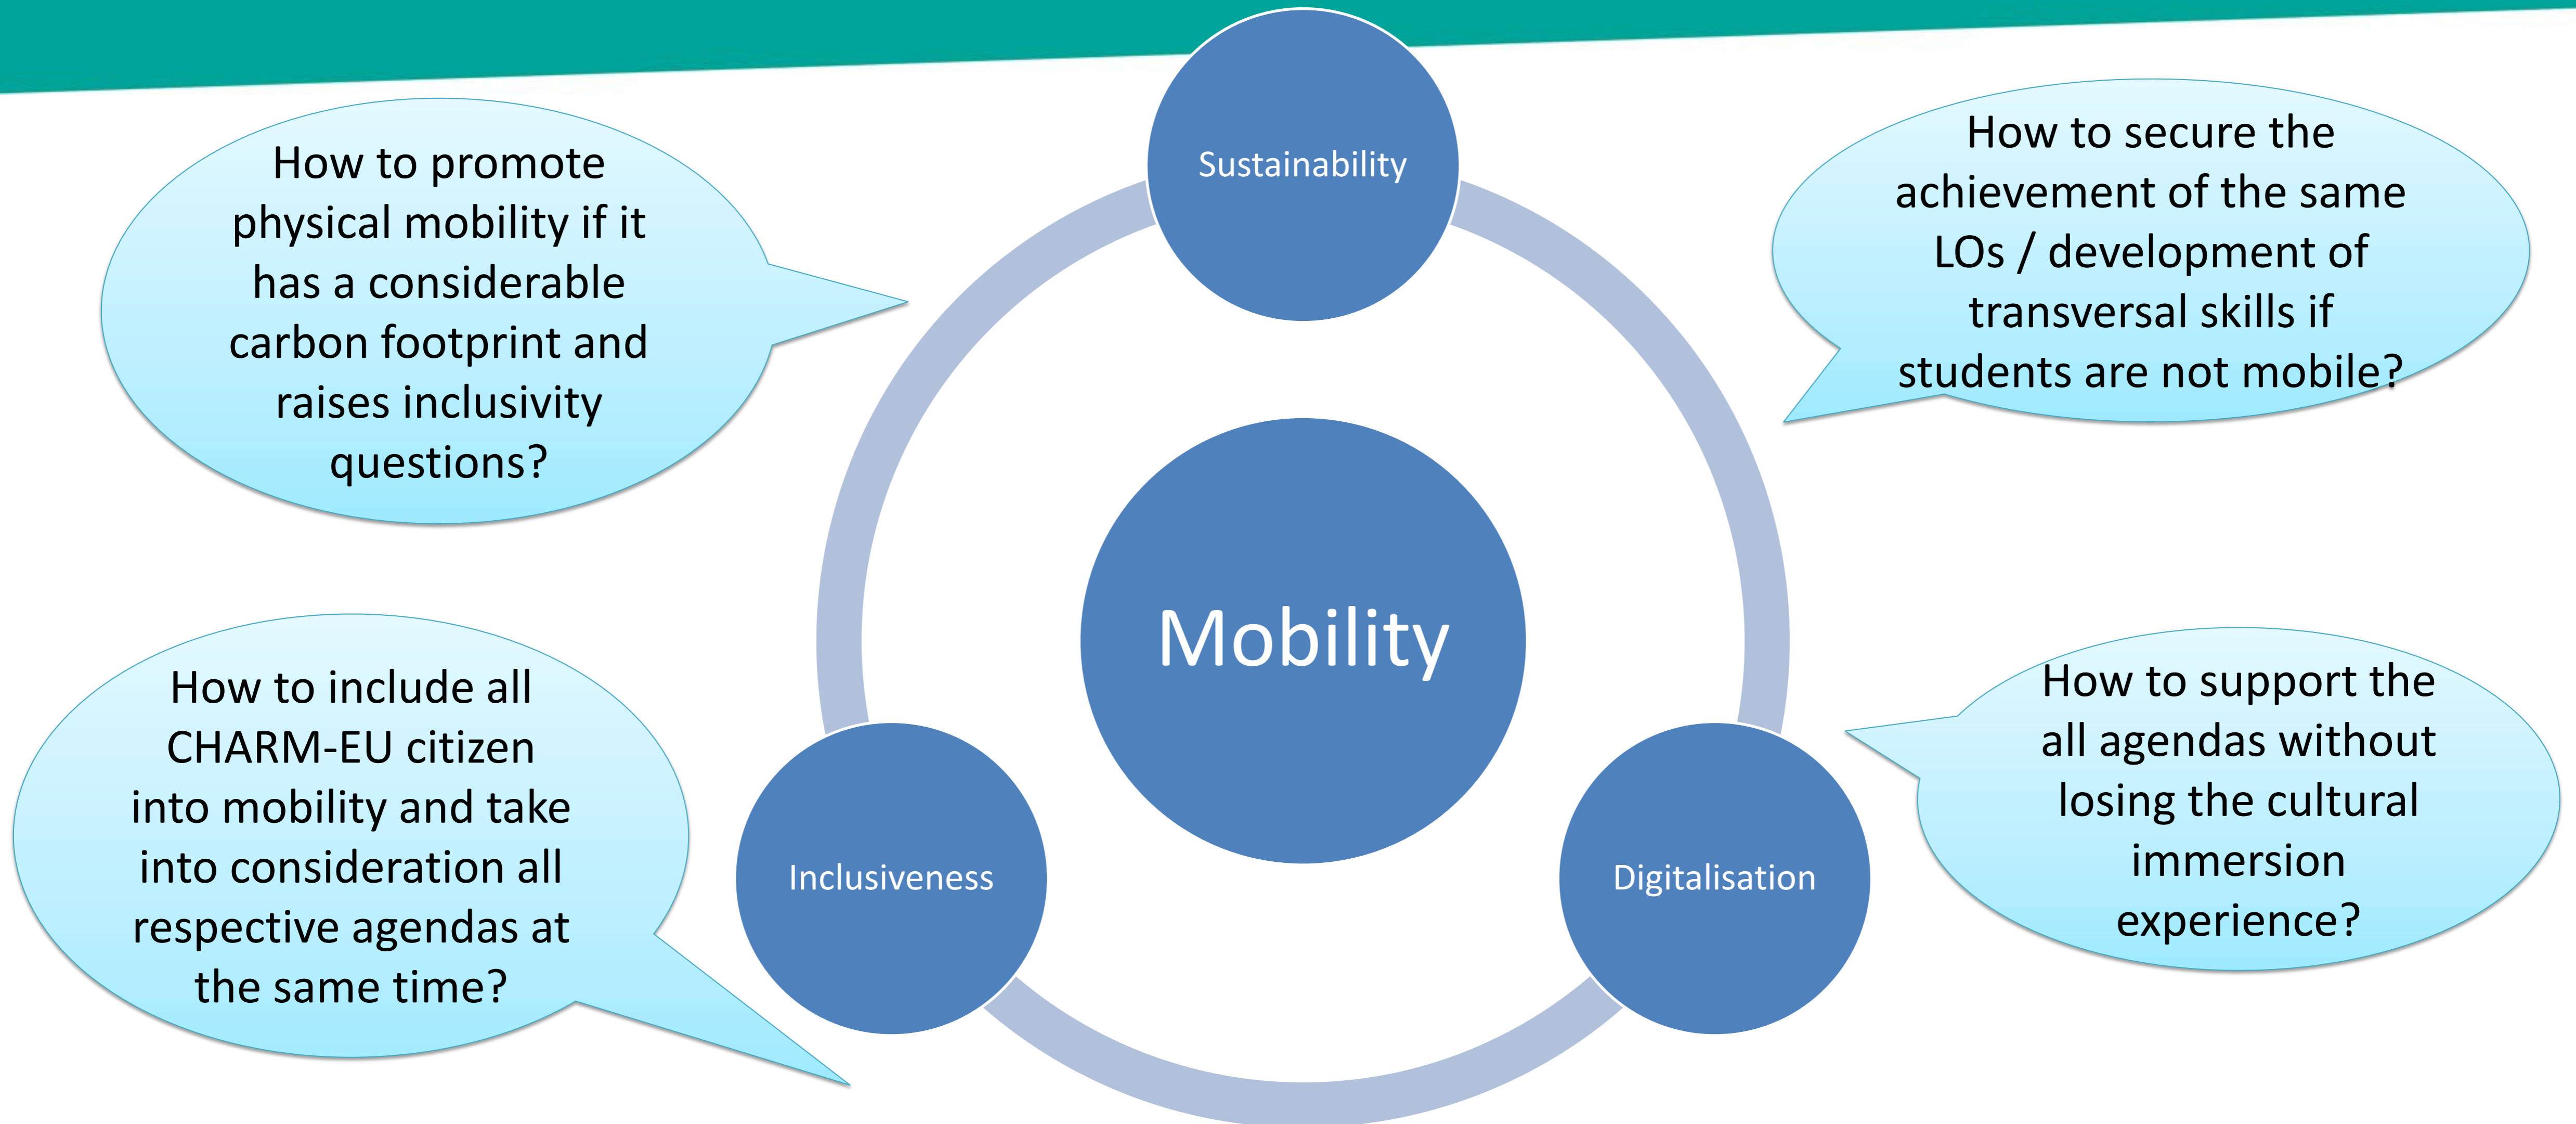 How to promote
physical mobility if it
has a considerable
carbon footprint and
raises inclusivity
questions?
Sustainability
How to secure the
achievement of the same
LOs / development of
transversal skills if
students are not mobile?
Mobility
How to include all
CHARM-EU citizen
into mobility and take
into consideration all
respective agendas at
the same time?
Inclusiveness
Digitalisation
How to support the
all agendas without
losing the cultural
immersion
experience?